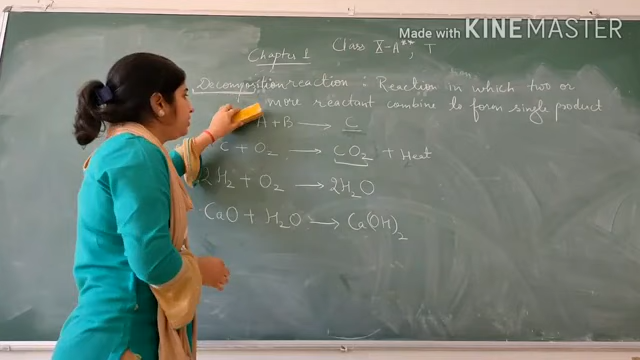 Made with KINEMASTER
Chapter 1 Class X-A**, T
Decomposition reaction : Reaction in which two or
more reactant combine to form single product
A + B → C
C + O₂ → CO₂ + Heat
2H₂ + O₂ → 2H₂O
CaO + H₂O → Ca(OH)₂